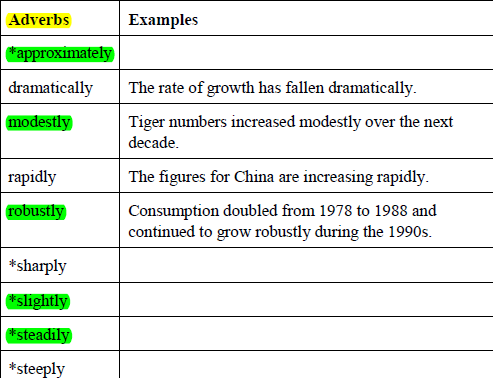 Adverbs Examples
*approximately
dramatically The rate of growth has fallen dramatically.
modestly Tiger numbers increased modestly over the next
decade.
rapidly The figures for China are increasing rapidly.
robustly Consumption doubled from 1978 to 1988 and
continued to grow robustly during the 1990s.
*sharply
*slightly
*steadily
*steeply